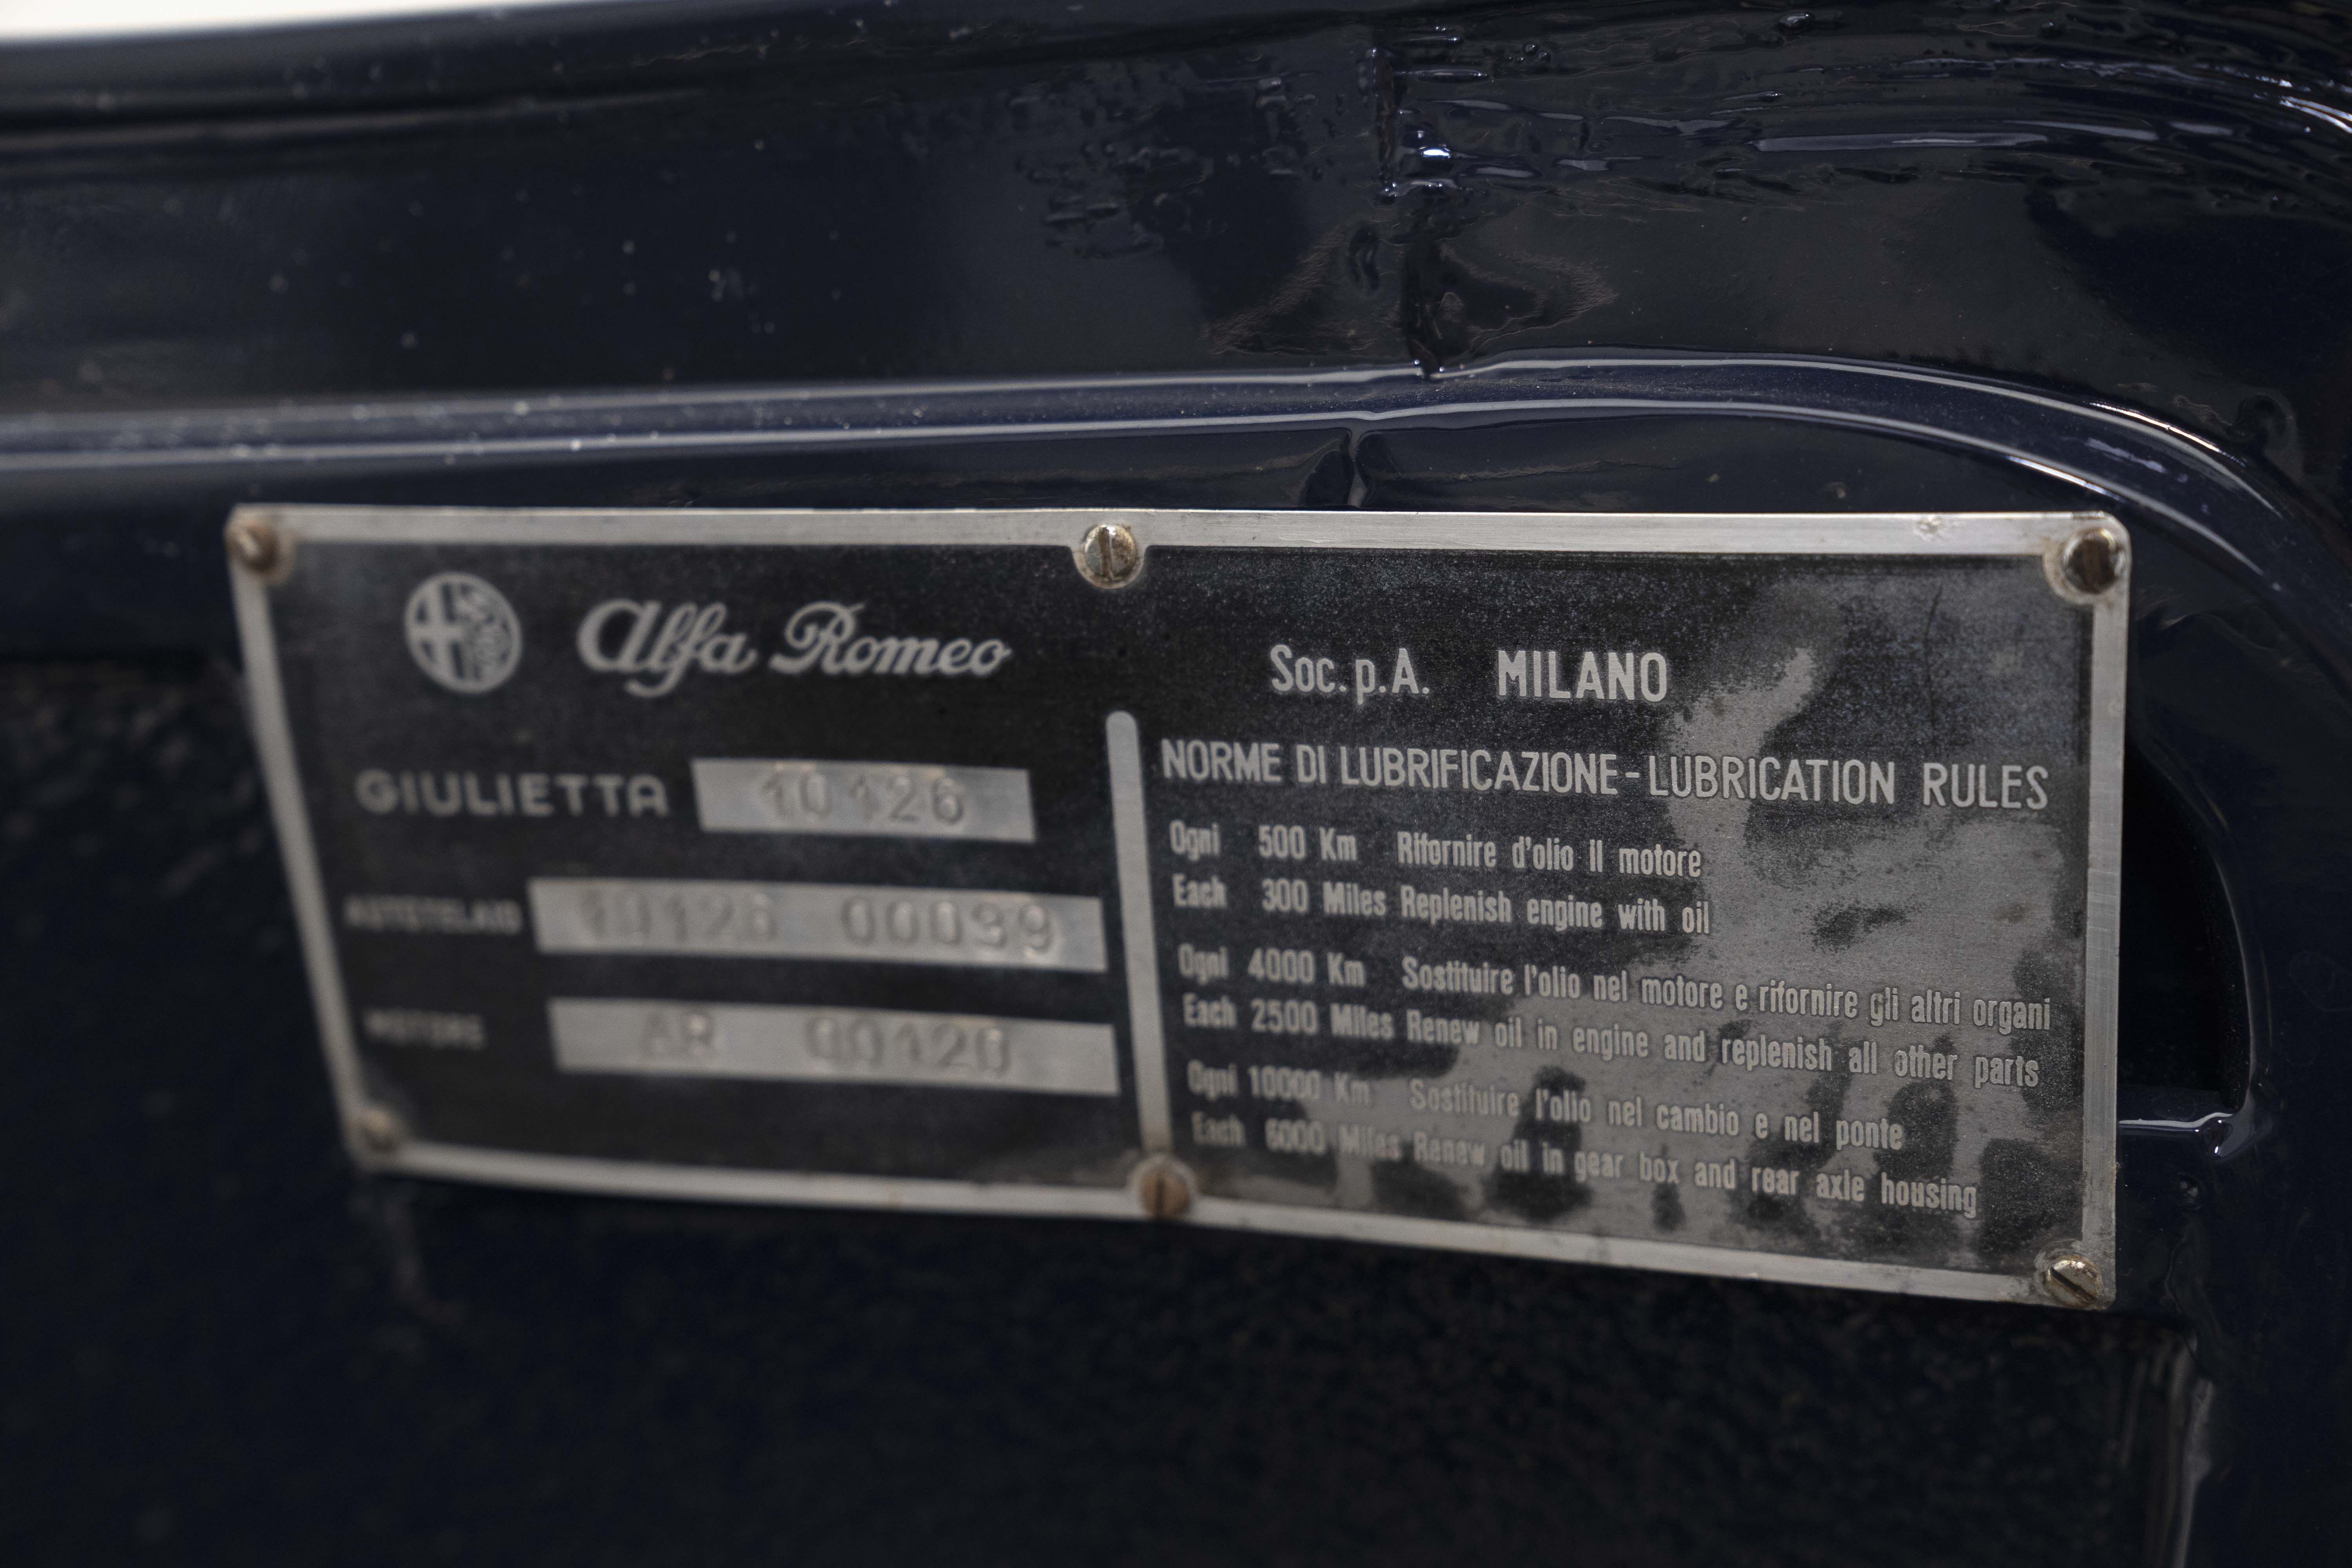 Alfa Romeo Soc.p.A. MILANO
GIULIETTA 10126
AUTOTELAIO 10126 00039
MOTORE AR 00120
NORME DI LUBRIFICAZIONE-LUBRICATION RULES
Ogni 500 Km Rifornire d'olio il motore
Each 300 Miles Replenish engine with oil
Ogni 4000 Km Sostituire l'olio nel motore e rifornire gli altri organi
Each 2500 Miles Renew oil in engine and replenish all other parts
Ogni 10000 Km Sostituire l'olio nel cambio e nel ponte
Each 6000 Miles Renew oil in gear box and rear axle housing